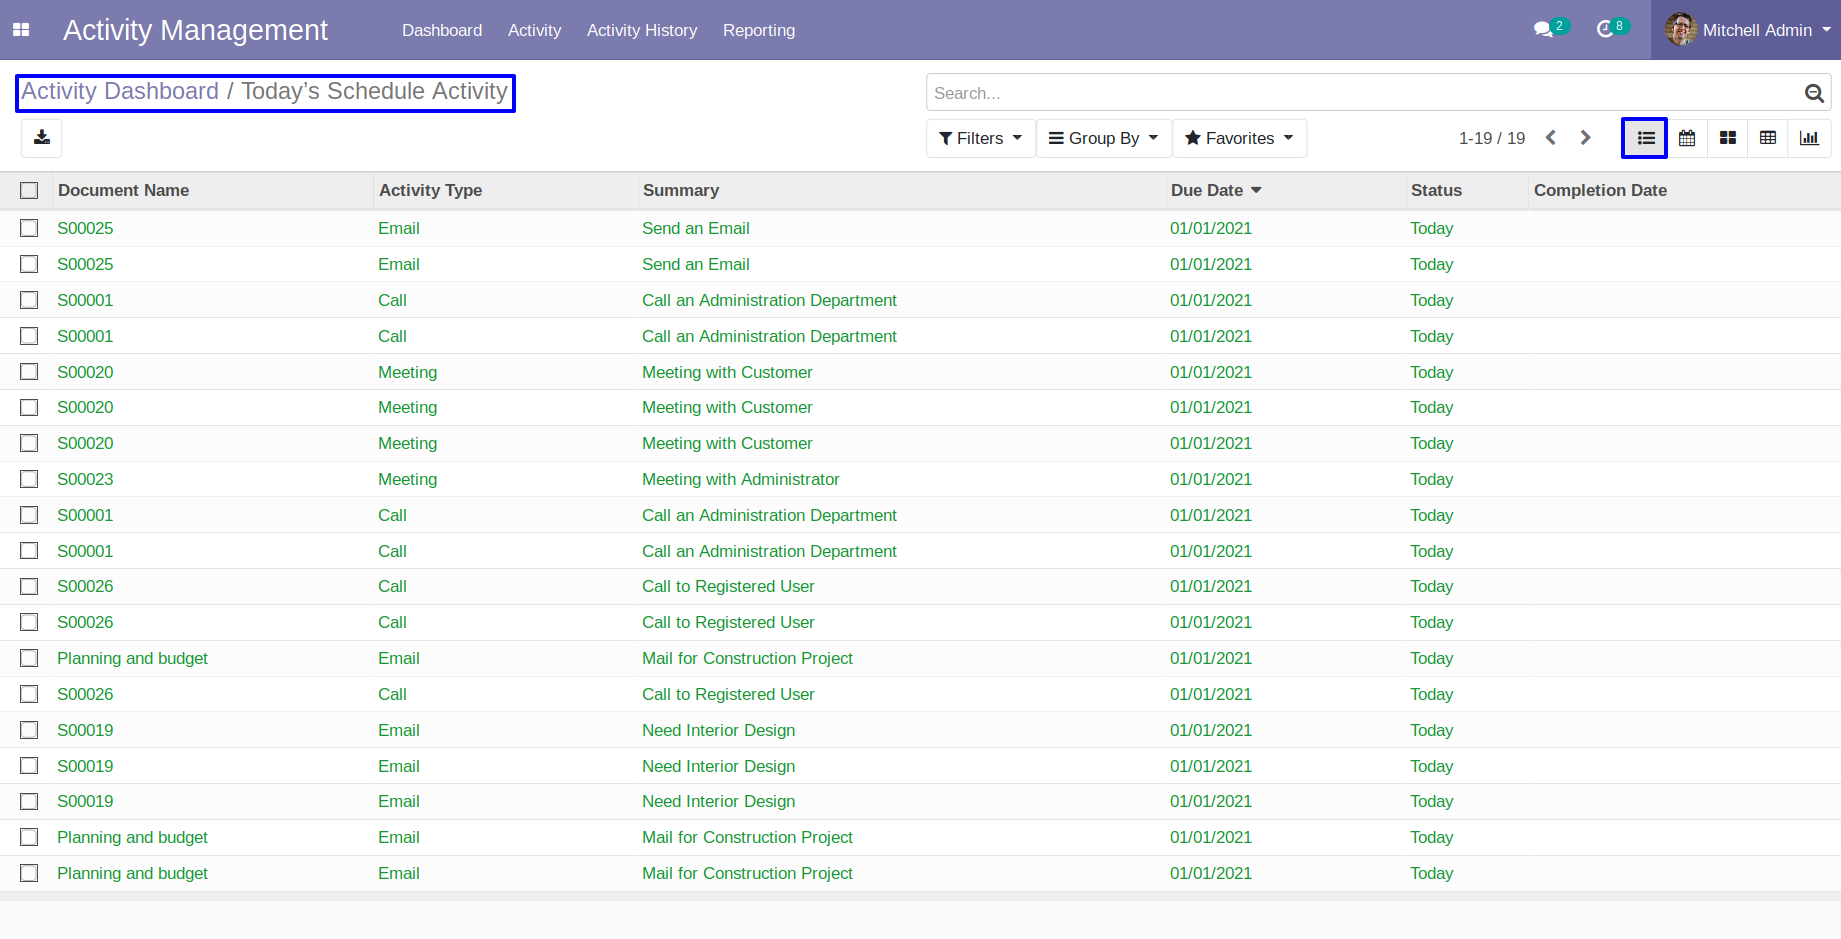 Activity Management Dashboard Activity Activity History Reporting 2 8 Mitchell Admin
Activity Dashboard / Today’s Schedule Activity
Search...
Filters Group By Favorites 1-19 / 19
Document Name Activity Type Summary Due Date Status Completion Date
S00025 Email Send an Email 01/01/2021 Today
S00025 Email Send an Email 01/01/2021 Today
S00001 Call Call an Administration Department 01/01/2021 Today
S00001 Call Call an Administration Department 01/01/2021 Today
S00020 Meeting Meeting with Customer 01/01/2021 Today
S00020 Meeting Meeting with Customer 01/01/2021 Today
S00020 Meeting Meeting with Customer 01/01/2021 Today
S00023 Meeting Meeting with Administrator 01/01/2021 Today
S00001 Call Call an Administration Department 01/01/2021 Today
S00001 Call Call an Administration Department 01/01/2021 Today
S00026 Call Call to Registered User 01/01/2021 Today
S00026 Call Call to Registered User 01/01/2021 Today
Planning and budget Email Mail for Construction Project 01/01/2021 Today
S00026 Call Call to Registered User 01/01/2021 Today
S00019 Email Need Interior Design 01/01/2021 Today
S00019 Email Need Interior Design 01/01/2021 Today
S00019 Email Need Interior Design 01/01/2021 Today
Planning and budget Email Mail for Construction Project 01/01/2021 Today
Planning and budget Email Mail for Construction Project 01/01/2021 Today